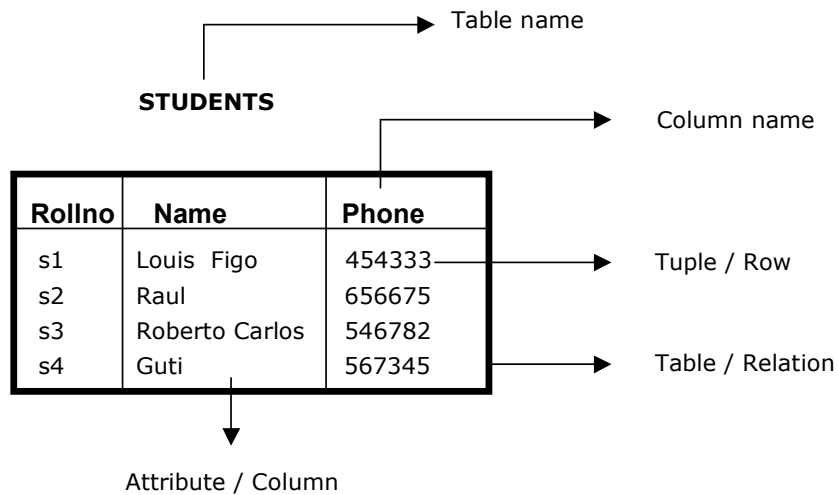 Table name
STUDENTS
Column name
Rollno Name Phone
s1 Louis Figo 454333
Tuple / Row
s2 Raul 656675
s3 Roberto Carlos 546782
s4 Guti 567345
Table / Relation
Attribute / Column